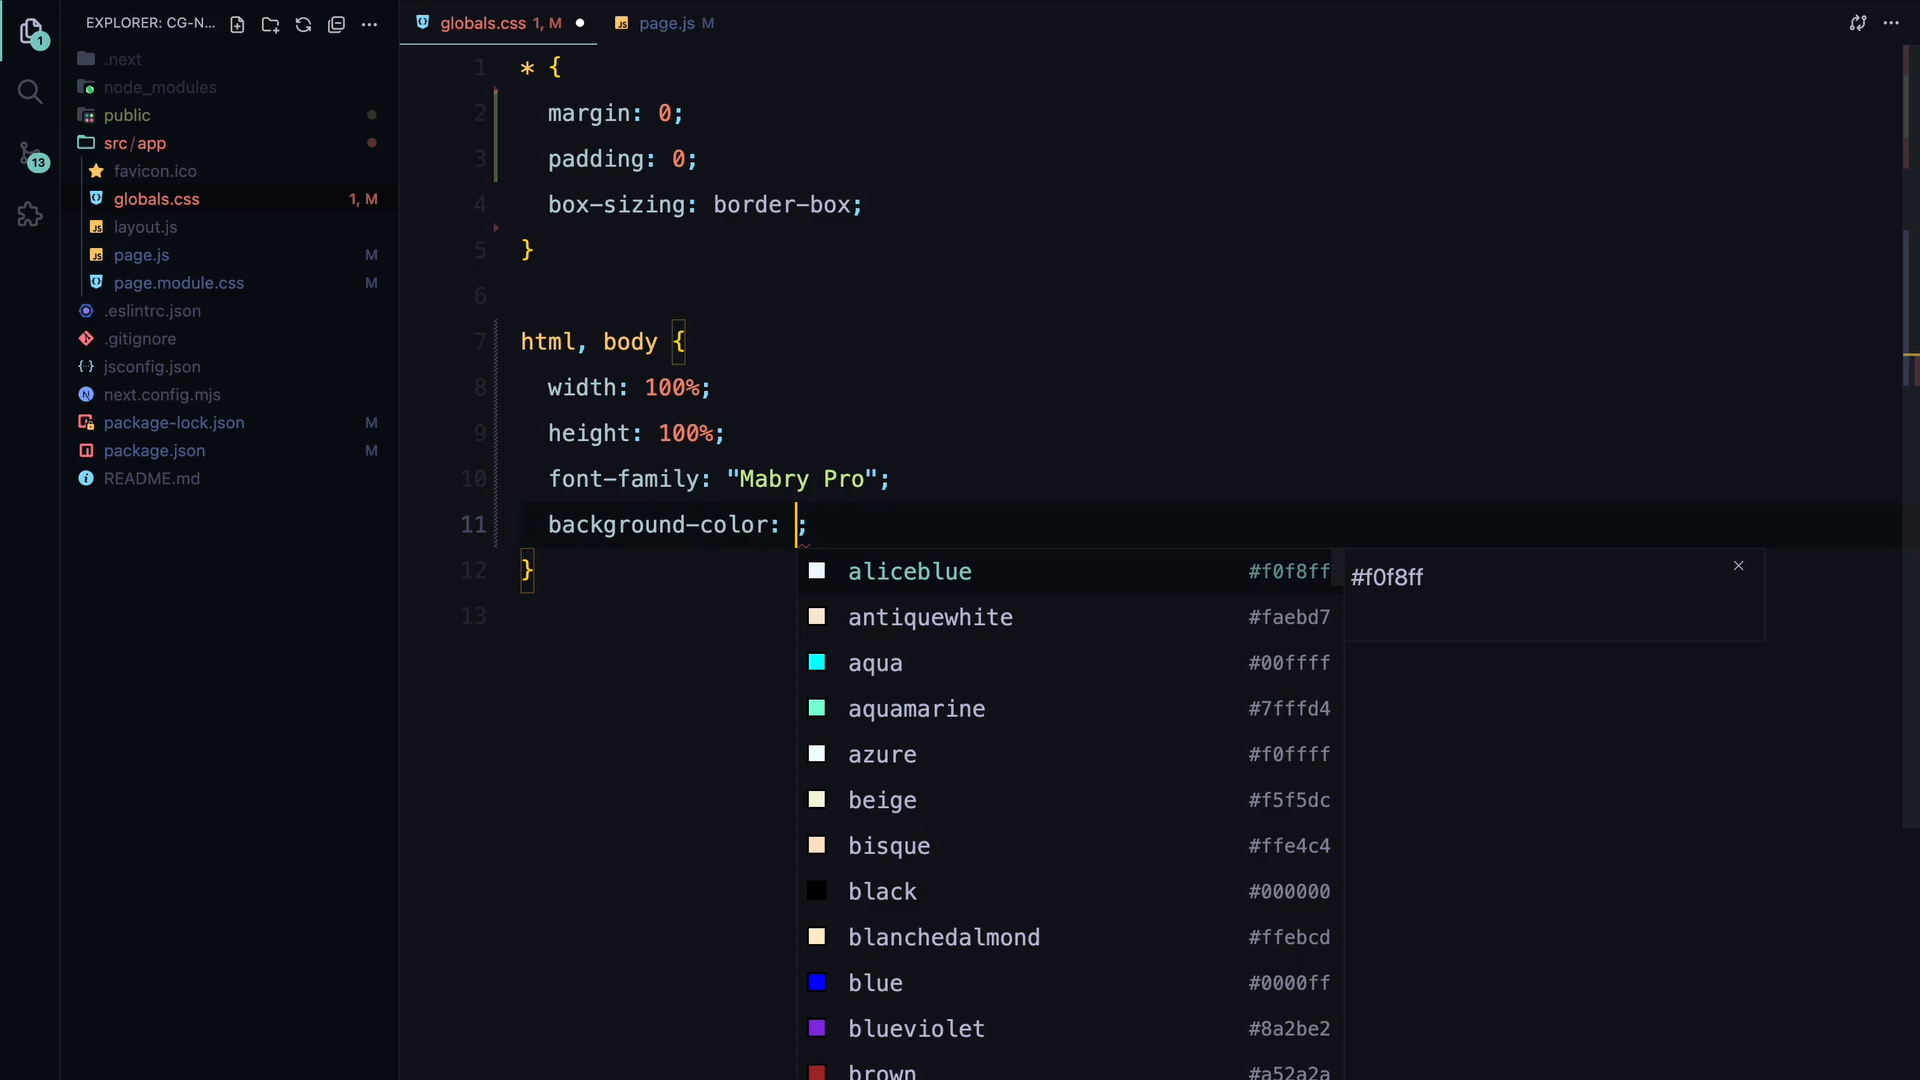 EXPLORER: CG-N...
1
13
.next
node_modules
public
src/app
favicon.ico
globals.css 1, M
layout.js
page.js M
page.module.css M
.eslintrc.json
.gitignore
jsconfig.json
next.config.mjs
package-lock.json M
package.json M
README.md
globals.css 1, M
page.js M
1 * {
2 margin: 0;
3 padding: 0;
4 box-sizing: border-box;
5 }
6
7 html, body {
8 width: 100%;
9 height: 100%;
10 font-family: "Mabry Pro";
11 background-color: ;
12 }
13
aliceblue #f0f8ff
antiquewhite #faebd7
aqua #00ffff
aquamarine #7fffd4
azure #f0ffff
beige #f5f5dc
bisque #ffe4c4
black #000000
blanchedalmond #ffebcd
blue #0000ff
blueviolet #8a2be2
brown #a52a2a
#f0f8ff